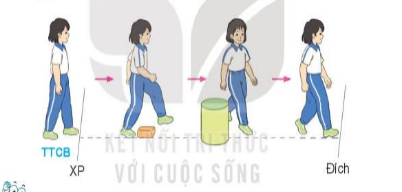 TTCB
XP
Đích
KẾT NỐI TRI THỨC
VỚI CUỘC SỐNG